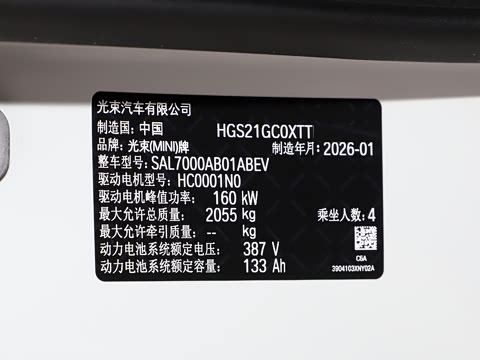 光束汽车有限公司
制造国: 中国 HGS21GC0XTT
品牌: 光束(MINI)牌 制造年月: 2026-01
整车型号: SAL7000AB01ABEV
驱动电机型号: HC0001N0
驱动电机峰值功率: 160 kW
最大允许总质量: 2055 kg 乘坐人数: 4
最大允许牵引质量: -- kg
动力电池系统额定电压: 387 V
动力电池系统额定容量: 133 Ah
C6A
3904103XNY02A